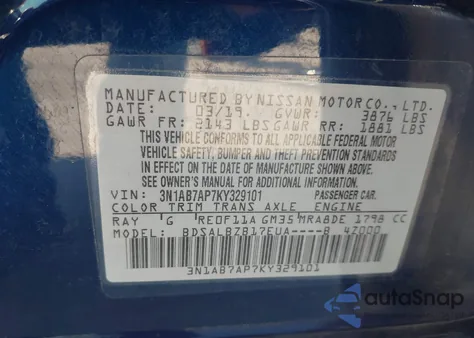 MANUFACTURED BY NISSAN MOTOR CO., LTD.
DATE: 03/19. GVWR: 3876 LBS
GAWR FR: 2143 LBS GAWR RR: 1881 LBS
THIS VEHICLE CONFORMS TO ALL APPLICABLE FEDERAL MOTOR
VEHICLE SAFETY, BUMPER AND THEFT PREVENTION STANDARDS
IN EFFECT ON THE DATE OF MANUFACTURE SHOWN ABOVE.
SEE OWNER'S MANUAL FOR ADDITIONAL INFORMATION.
VIN: 3N1AB7AP7KY329101 PASSENGER CAR.
COLOR TRIM TRANS AXLE ENGINE
RAY G RE0F11A GM35 MRA8DE 1798 CC
MODEL: BDSALBZB17EUA----B 4Z000
3N1AB7AP7KY329101
autoSnap